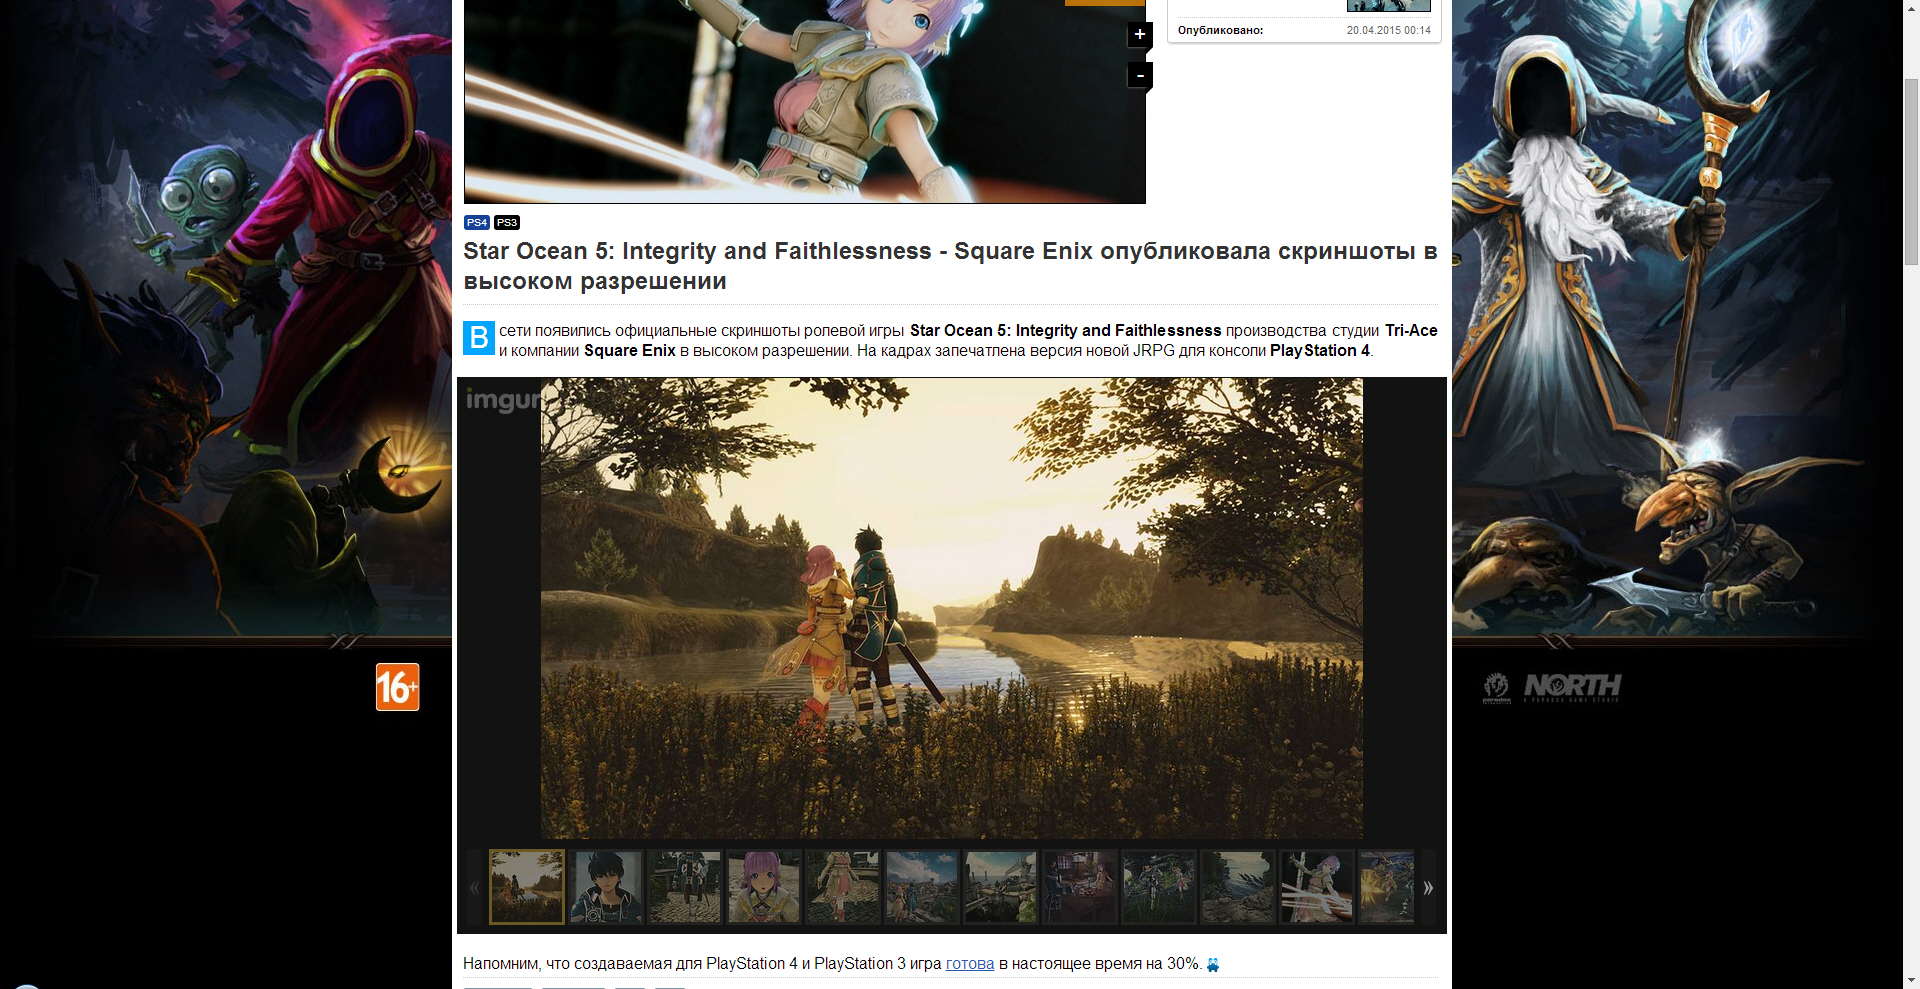 +
-
Опубликовано: 20.04.2015 00:14
PS4 PS3
Star Ocean 5: Integrity and Faithlessness - Square Enix опубликовала скриншоты в
высоком разрешении
В сети появились официальные скриншоты ролевой игры Star Ocean 5: Integrity and Faithlessness производства студии Tri-Ace
и компании Square Enix в высоком разрешении. На кадрах запечатлена версия новой JRPG для консоли PlayStation 4.
imgur
16+
NORTH
« »
Напомним, что создаваемая для PlayStation 4 и PlayStation 3 игра готова в настоящее время на 30%.